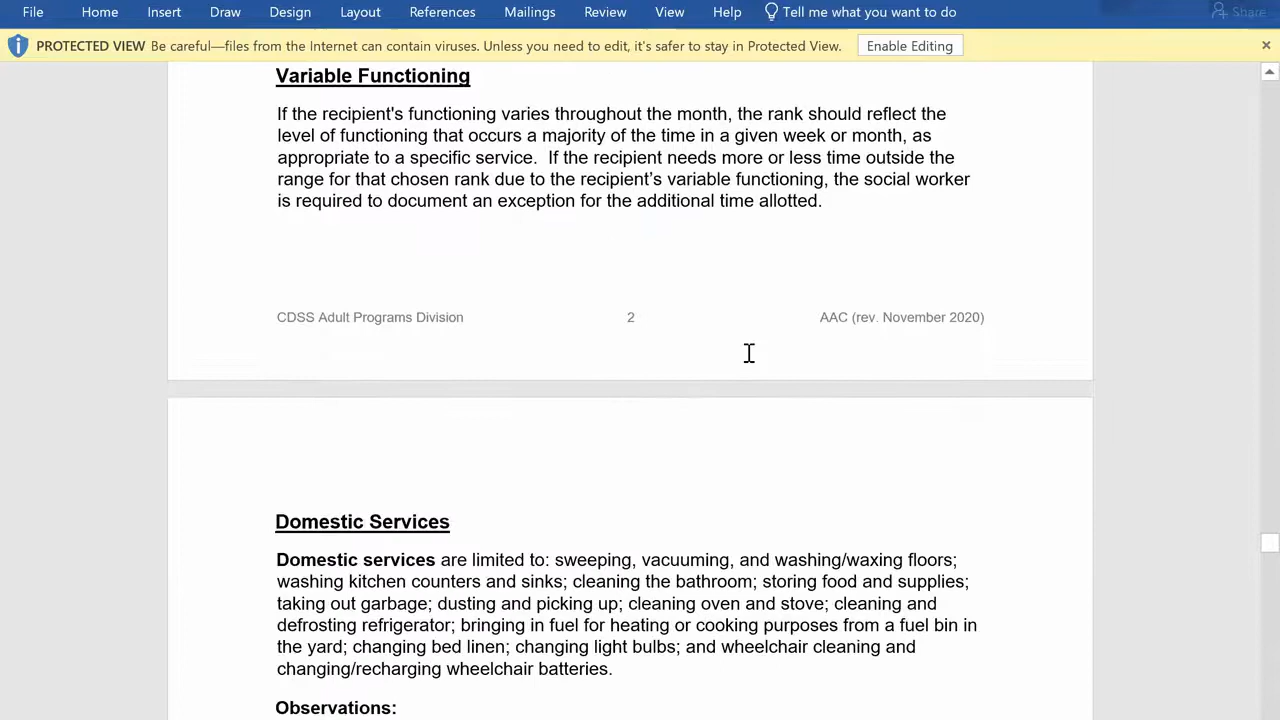 File Home Insert Draw Design Layout References Mailings Review View Help Tell me what you want to do Share
PROTECTED VIEW Be careful—files from the Internet can contain viruses. Unless you need to edit, it's safer to stay in Protected View. Enable Editing
Variable Functioning
If the recipient's functioning varies throughout the month, the rank should reflect the
level of functioning that occurs a majority of the time in a given week or month, as
appropriate to a specific service. If the recipient needs more or less time outside the
range for that chosen rank due to the recipient’s variable functioning, the social worker
is required to document an exception for the additional time allotted.
CDSS Adult Programs Division 2 AAC (rev. November 2020)
Domestic Services
Domestic services are limited to: sweeping, vacuuming, and washing/waxing floors;
washing kitchen counters and sinks; cleaning the bathroom; storing food and supplies;
taking out garbage; dusting and picking up; cleaning oven and stove; cleaning and
defrosting refrigerator; bringing in fuel for heating or cooking purposes from a fuel bin in
the yard; changing bed linen; changing light bulbs; and wheelchair cleaning and
changing/recharging wheelchair batteries.
Observations: